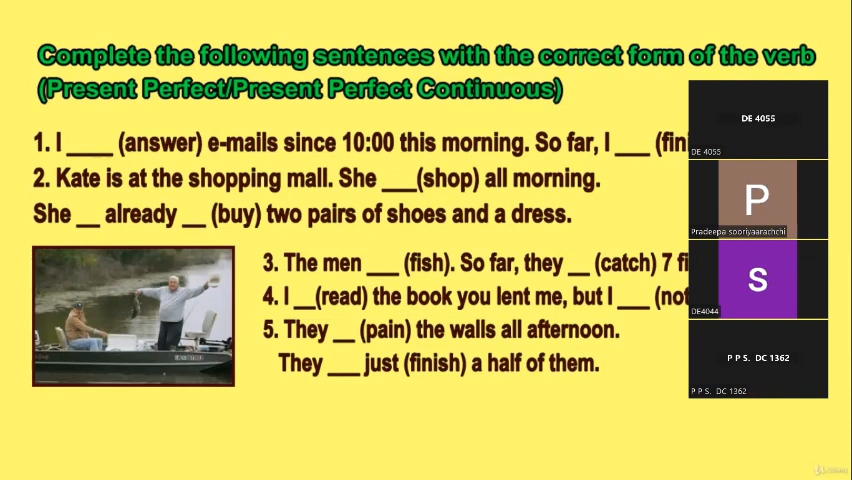 Complete the following sentences with the correct form of the verb
(Present Perfect/Present Perfect Continuous)
1. I ____ (answer) e-mails since 10:00 this morning. So far, I ___ (fin
2. Kate is at the shopping mall. She ___(shop) all morning.
She __ already __ (buy) two pairs of shoes and a dress.
3. The men ___ (fish). So far, they __ (catch) 7 fi
4. I __(read) the book you lent me, but I ___ (not
5. They __ (pain) the walls all afternoon.
They ___ just (finish) a half of them.
DE 4055
DE 4055
P
Pradeepa sooriyaarachchi
S
DE4044
P P S. DC 1362
P P S. DC 1362